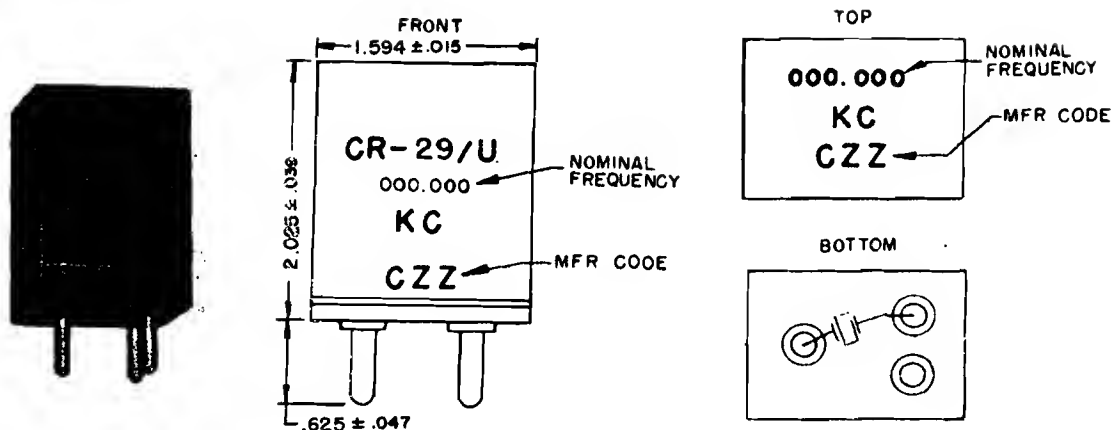 FRONT
1.594 ±.015
2.025 ±.039
CR-29/U
000.000
NOMINAL
FREQUENCY
KC
CZZ
MFR CODE
.625 ± .047
TOP
000.000
NOMINAL
FREQUENCY
KC
CZZ
MFR CODE
BOTTOM